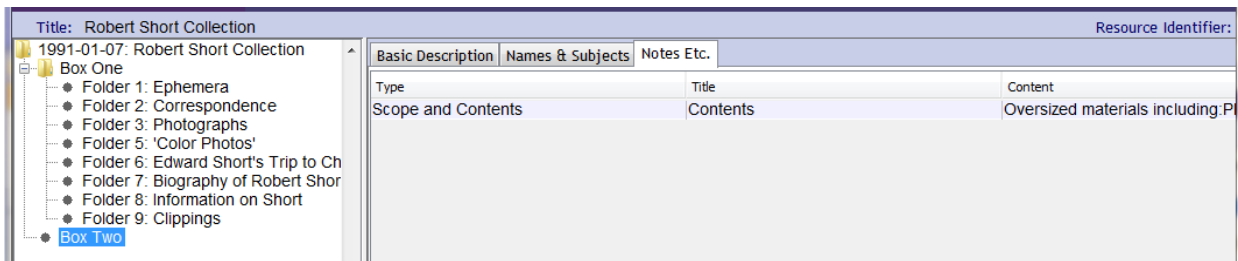 Title: Robert Short Collection
Resource Identifier:
1991-01-07: Robert Short Collection
Box One
Folder 1: Ephemera
Folder 2: Correspondence
Folder 3: Photographs
Folder 5: 'Color Photos'
Folder 6: Edward Short's Trip to Ch
Folder 7: Biography of Robert Shor
Folder 8: Information on Short
Folder 9: Clippings
Box Two
Basic Description Names & Subjects Notes Etc.
Type Title Content
Scope and Contents Contents Oversized materials including:Pl